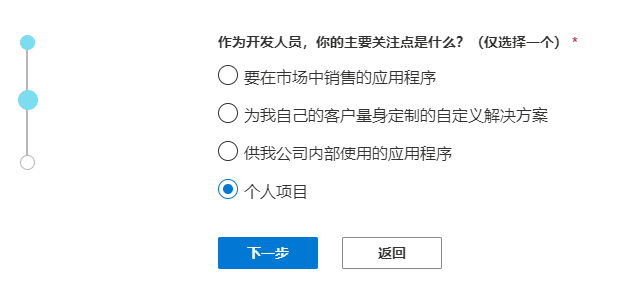 作为开发人员，你的主要关注点是什么？（仅选择一个） *
要在市场中销售的应用程序
为我自己的客户量身定制的自定义解决方案
供我公司内部使用的应用程序
个人项目
下一步 返回